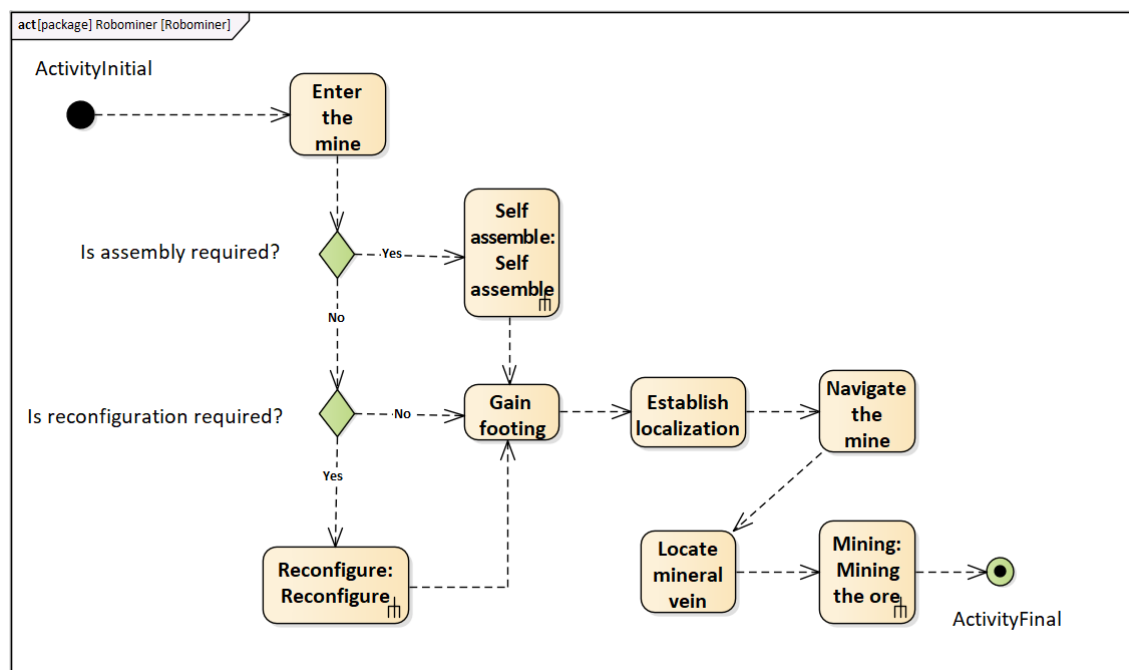 act [package] Robominer [Robominer]
ActivityInitial
Enter
the
mine
Is assembly required?
Yes
Self
assemble:
Self
assemble
No
Is reconfiguration required?
No
Gain
footing
Establish
localization
Navigate
the
mine
Yes
Reconfigure:
Reconfigure
Locate
mineral
vein
Mining:
Mining
the ore
ActivityFinal